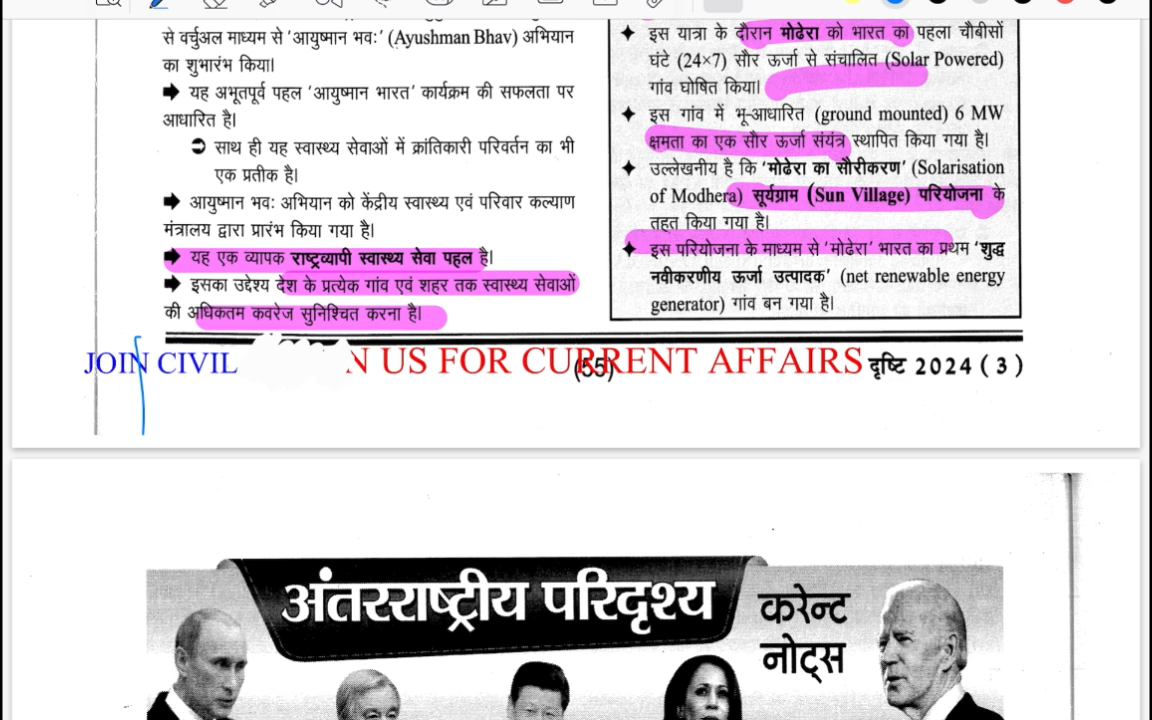 से वर्चुअल माध्यम से 'आयुष्मान भवः' (Ayushman Bhav) अभियान
का शुभारंभ किया।
➡ यह अभूतपूर्व पहल 'आयुष्मान भारत' कार्यक्रम की सफलता पर
आधारित है।
➲ साथ ही यह स्वास्थ्य सेवाओं में क्रांतिकारी परिवर्तन का भी
एक प्रतीक है।
➡ आयुष्मान भवः अभियान को केंद्रीय स्वास्थ्य एवं परिवार कल्याण
मंत्रालय द्वारा प्रारंभ किया गया है।
➡ यह एक व्यापक राष्ट्रव्यापी स्वास्थ्य सेवा पहल है।
➡ इसका उद्देश्य देश के प्रत्येक गांव एवं शहर तक स्वास्थ्य सेवाओं
की अधिकतम कवरेज सुनिश्चित करना है।
✦ इस यात्रा के दौरान मोढेरा को भारत का पहला चौबीसों
घंटे (24×7) सौर ऊर्जा से संचालित (Solar Powered)
गांव घोषित किया।
✦ इस गांव में भू-आधारित (ground mounted) 6 MW
क्षमता का एक सौर ऊर्जा संयंत्र स्थापित किया गया है।
✦ उल्लेखनीय है कि 'मोढेरा का सौरीकरण' (Solarisation
of Modhera) सूर्यग्राम (Sun Village) परियोजना के
तहत किया गया है।
✦ इस परियोजना के माध्यम से 'मोढेरा' भारत का प्रथम 'शुद्ध
नवीकरणीय ऊर्जा उत्पादक' (net renewable energy
generator) गांव बन गया है।
JOIN CIVIL N US FOR CURRENT AFFAIRS
(55)
दृष्टि 2024 ( 3 )
अंतरराष्ट्रीय परिदृश्य
करेन्ट
नोट्स